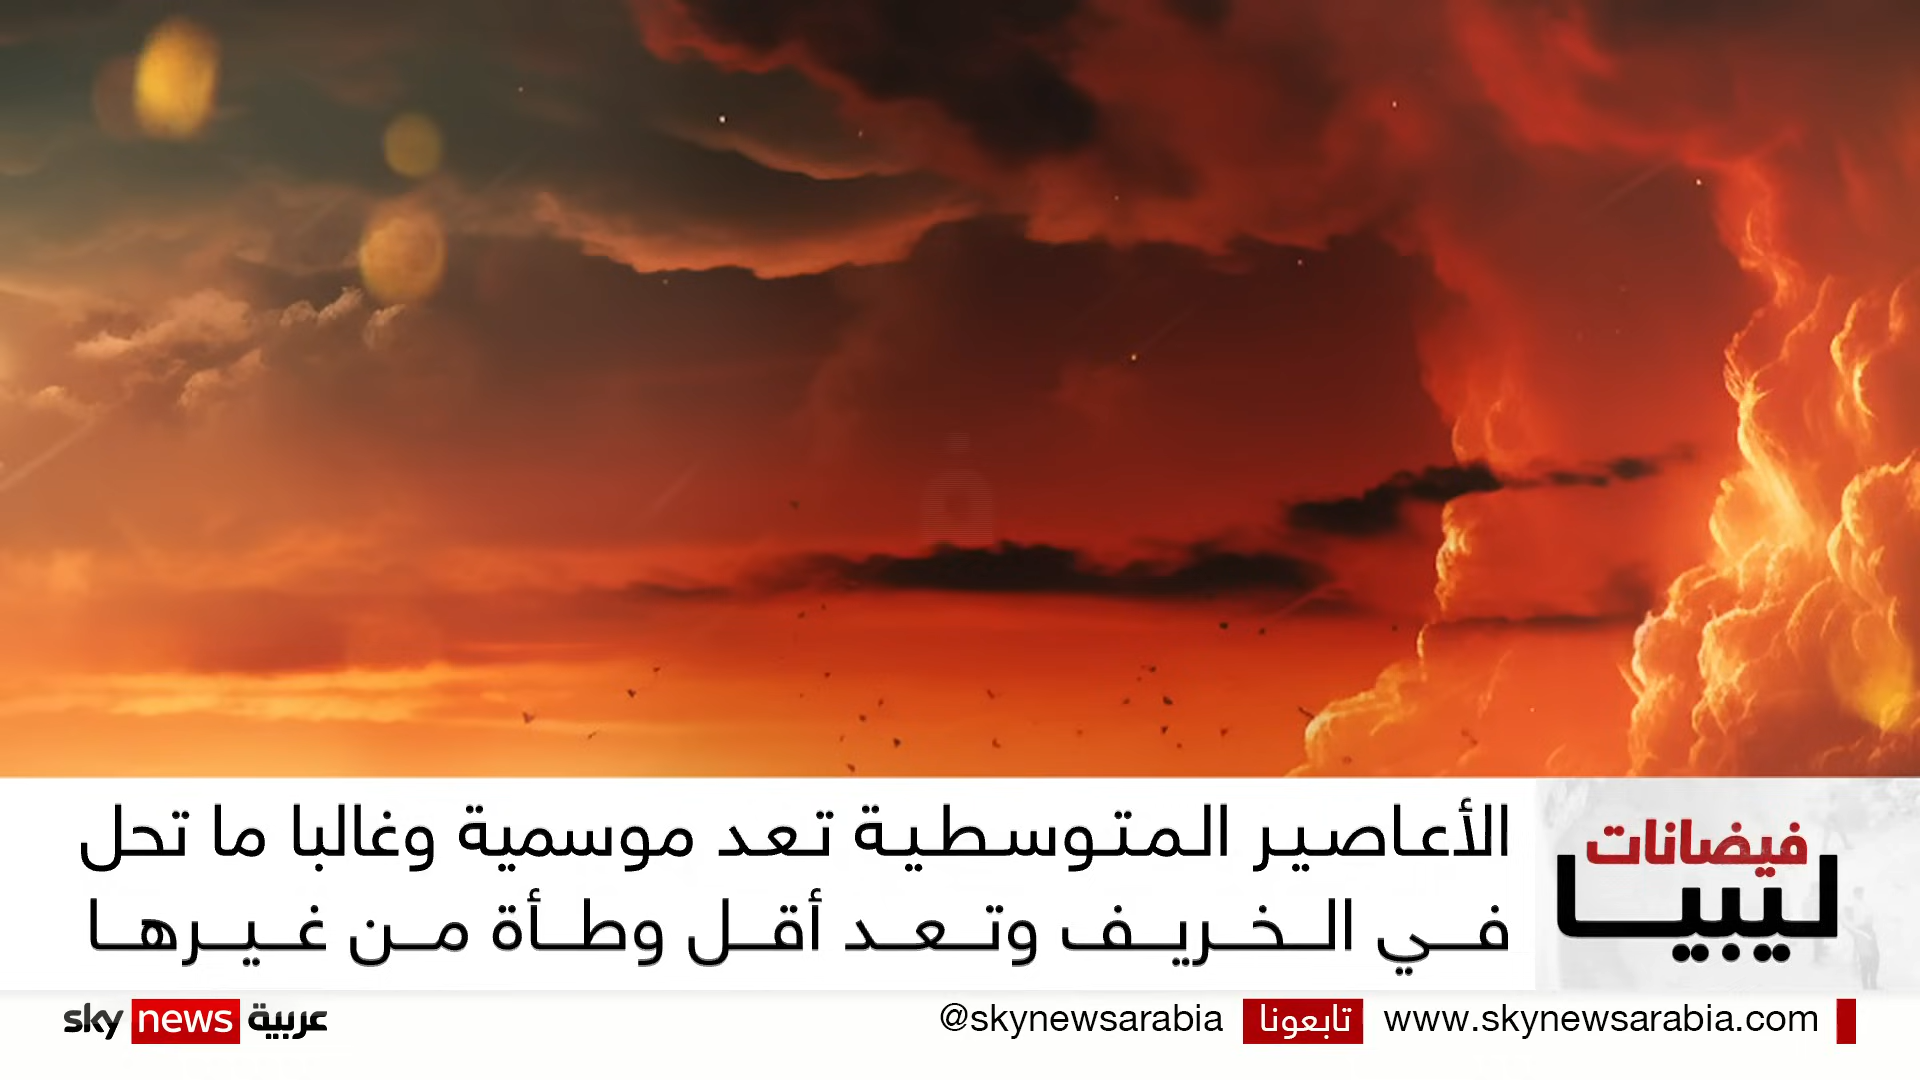 فيضانات
ليبيا
الأعاصير المتوسطية تعد موسمية وغالبا ما تحل
في الخريف وتعد أقل وطأة من غيرها
sky news عربية
@skynewsarabia تابعونا www.skynewsarabia.com